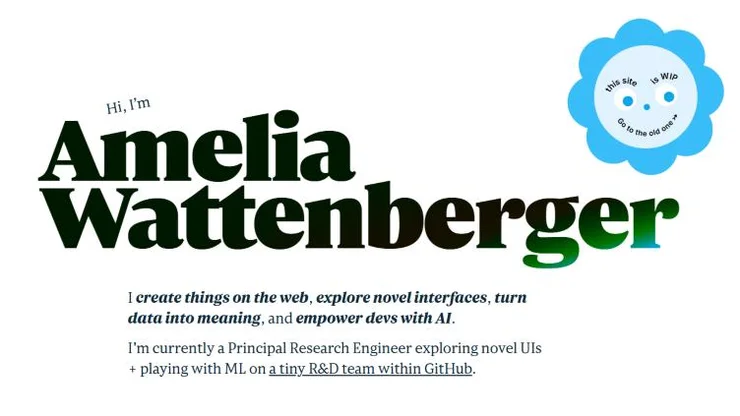 this site is WIP
Go to the old one ↠
Hi, I'm
Amelia
Wattenberger
I create things on the web, explore novel interfaces, turn
data into meaning, and empower devs with AI.
I'm currently a Principal Research Engineer exploring novel UIs
+ playing with ML on a tiny R&D team within GitHub.